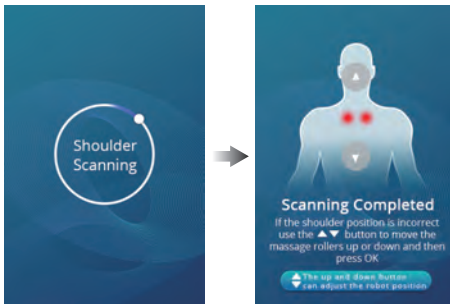 Shoulder
Scanning
Scanning Completed
If the shoulder position is incorrect
use the ▲▼ button to move the
massage rollers up or down and then
press OK
The up and down button
can adjust the robot position